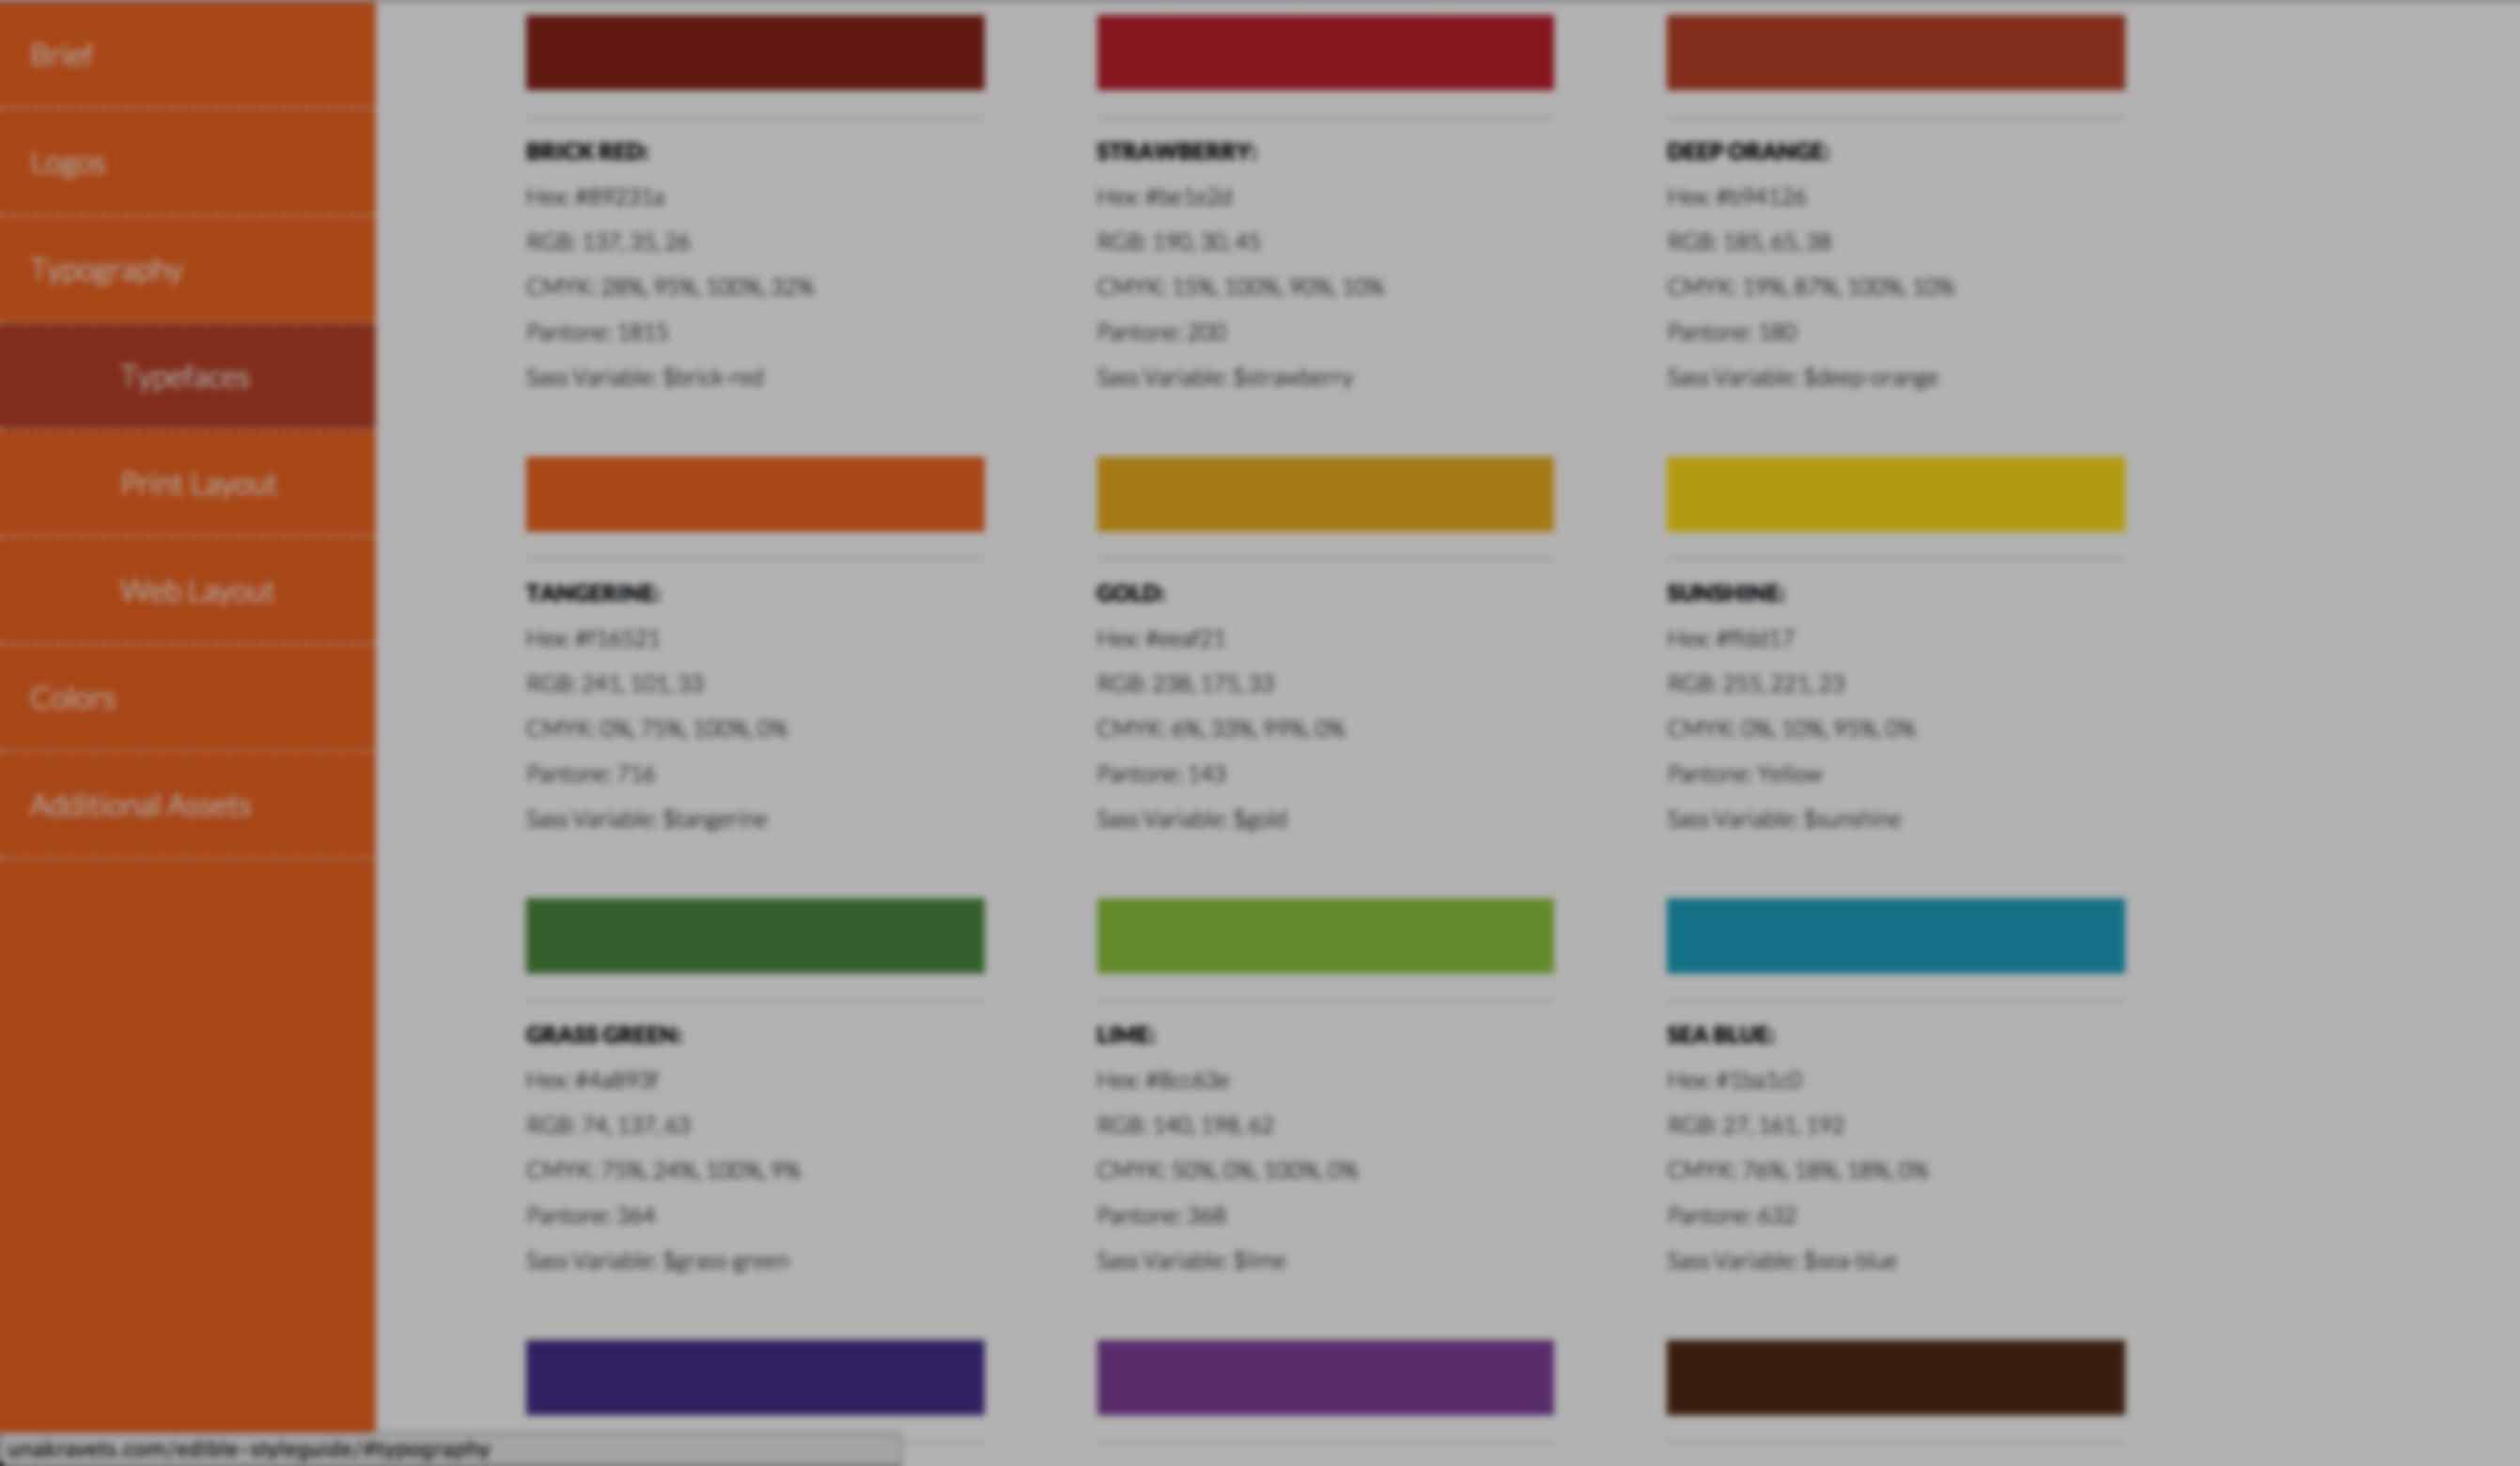 Brief
Logos
Typography
Typefaces
Print Layout
Web Layout
Colors
Additional Assets
BRICK RED:
Hex: #89231a
RGB: 137, 35, 26
CMYK: 28%, 95%, 100%, 32%
Pantone: 1815
Sass Variable: $brick-red
STRAWBERRY:
Hex: #be1e2d
RGB: 190, 30, 45
CMYK: 15%, 100%, 90%, 10%
Pantone: 200
Sass Variable: $strawberry
DEEP ORANGE:
Hex: #b94126
RGB: 185, 65, 38
CMYK: 19%, 87%, 100%, 10%
Pantone: 180
Sass Variable: $deep-orange
TANGERINE:
Hex: #f16521
RGB: 241, 101, 33
CMYK: 0%, 75%, 100%, 0%
Pantone: 716
Sass Variable: $tangerine
GOLD:
Hex: #eeaf21
RGB: 238, 175, 33
CMYK: 6%, 33%, 99%, 0%
Pantone: 143
Sass Variable: $gold
SUNSHINE:
Hex: #ffdd17
RGB: 255, 221, 23
CMYK: 0%, 10%, 95%, 0%
Pantone: Yellow
Sass Variable: $sunshine
GRASS GREEN:
Hex: #4a893f
RGB: 74, 137, 63
CMYK: 75%, 24%, 100%, 9%
Pantone: 364
Sass Variable: $grass-green
LIME:
Hex: #8cc63e
RGB: 140, 198, 62
CMYK: 50%, 0%, 100%, 0%
Pantone: 368
Sass Variable: $lime
SEA BLUE:
Hex: #1ba1c0
RGB: 27, 161, 192
CMYK: 76%, 18%, 18%, 0%
Pantone: 632
Sass Variable: $sea-blue
unakravets.com/edible-styleguide/#typography